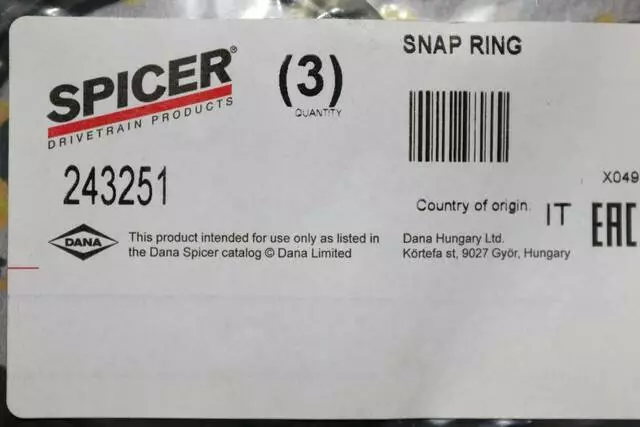 SPICER®
DRIVETRAIN PRODUCTS
(3)
QUANTITY
SNAP RING
243251
X049
Country of origin IT
EAC
DANA
This product intended for use only as listed in
the Dana Spicer catalog © Dana Limited
Dana Hungary Ltd.
Körtefa st, 9027 Győr, Hungary